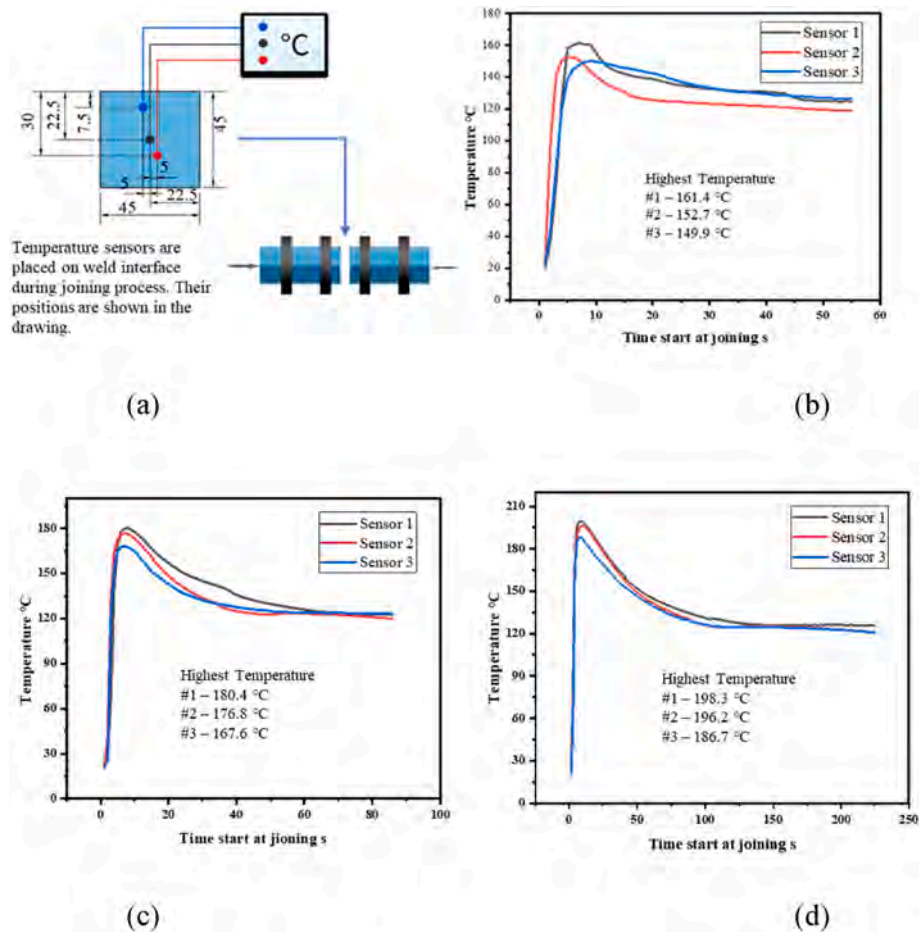 °C
30
22.5
7.5
45
5
5
22.5
45
Temperature sensors are
placed on weld interface
during joining process. Their
positions are shown in the
drawing.
(a)
180
160
140
120
100
80
60
40
20
Temperature °C
Sensor 1
Sensor 2
Sensor 3
Highest Temperature
#1 – 161.4 °C
#2 – 152.7 °C
#3 – 149.9 °C
0 10 20 30 40 50 60
Time start at joining s
(b)
180
150
120
90
60
30
0
Temperature °C
Sensor 1
Sensor 2
Sensor 3
Highest Temperature
#1 – 180.4 °C
#2 – 176.8 °C
#3 – 167.6 °C
0 20 40 60 80 100
Time start at jioning s
(c)
210
180
150
120
90
60
30
0
Temperature °C
Sensor 1
Sensor 2
Sensor 3
Highest Temperature
#1 – 198.3 °C
#2 – 196.2 °C
#3 – 186.7 °C
0 50 100 150 200 250
Time start at joining s
(d)